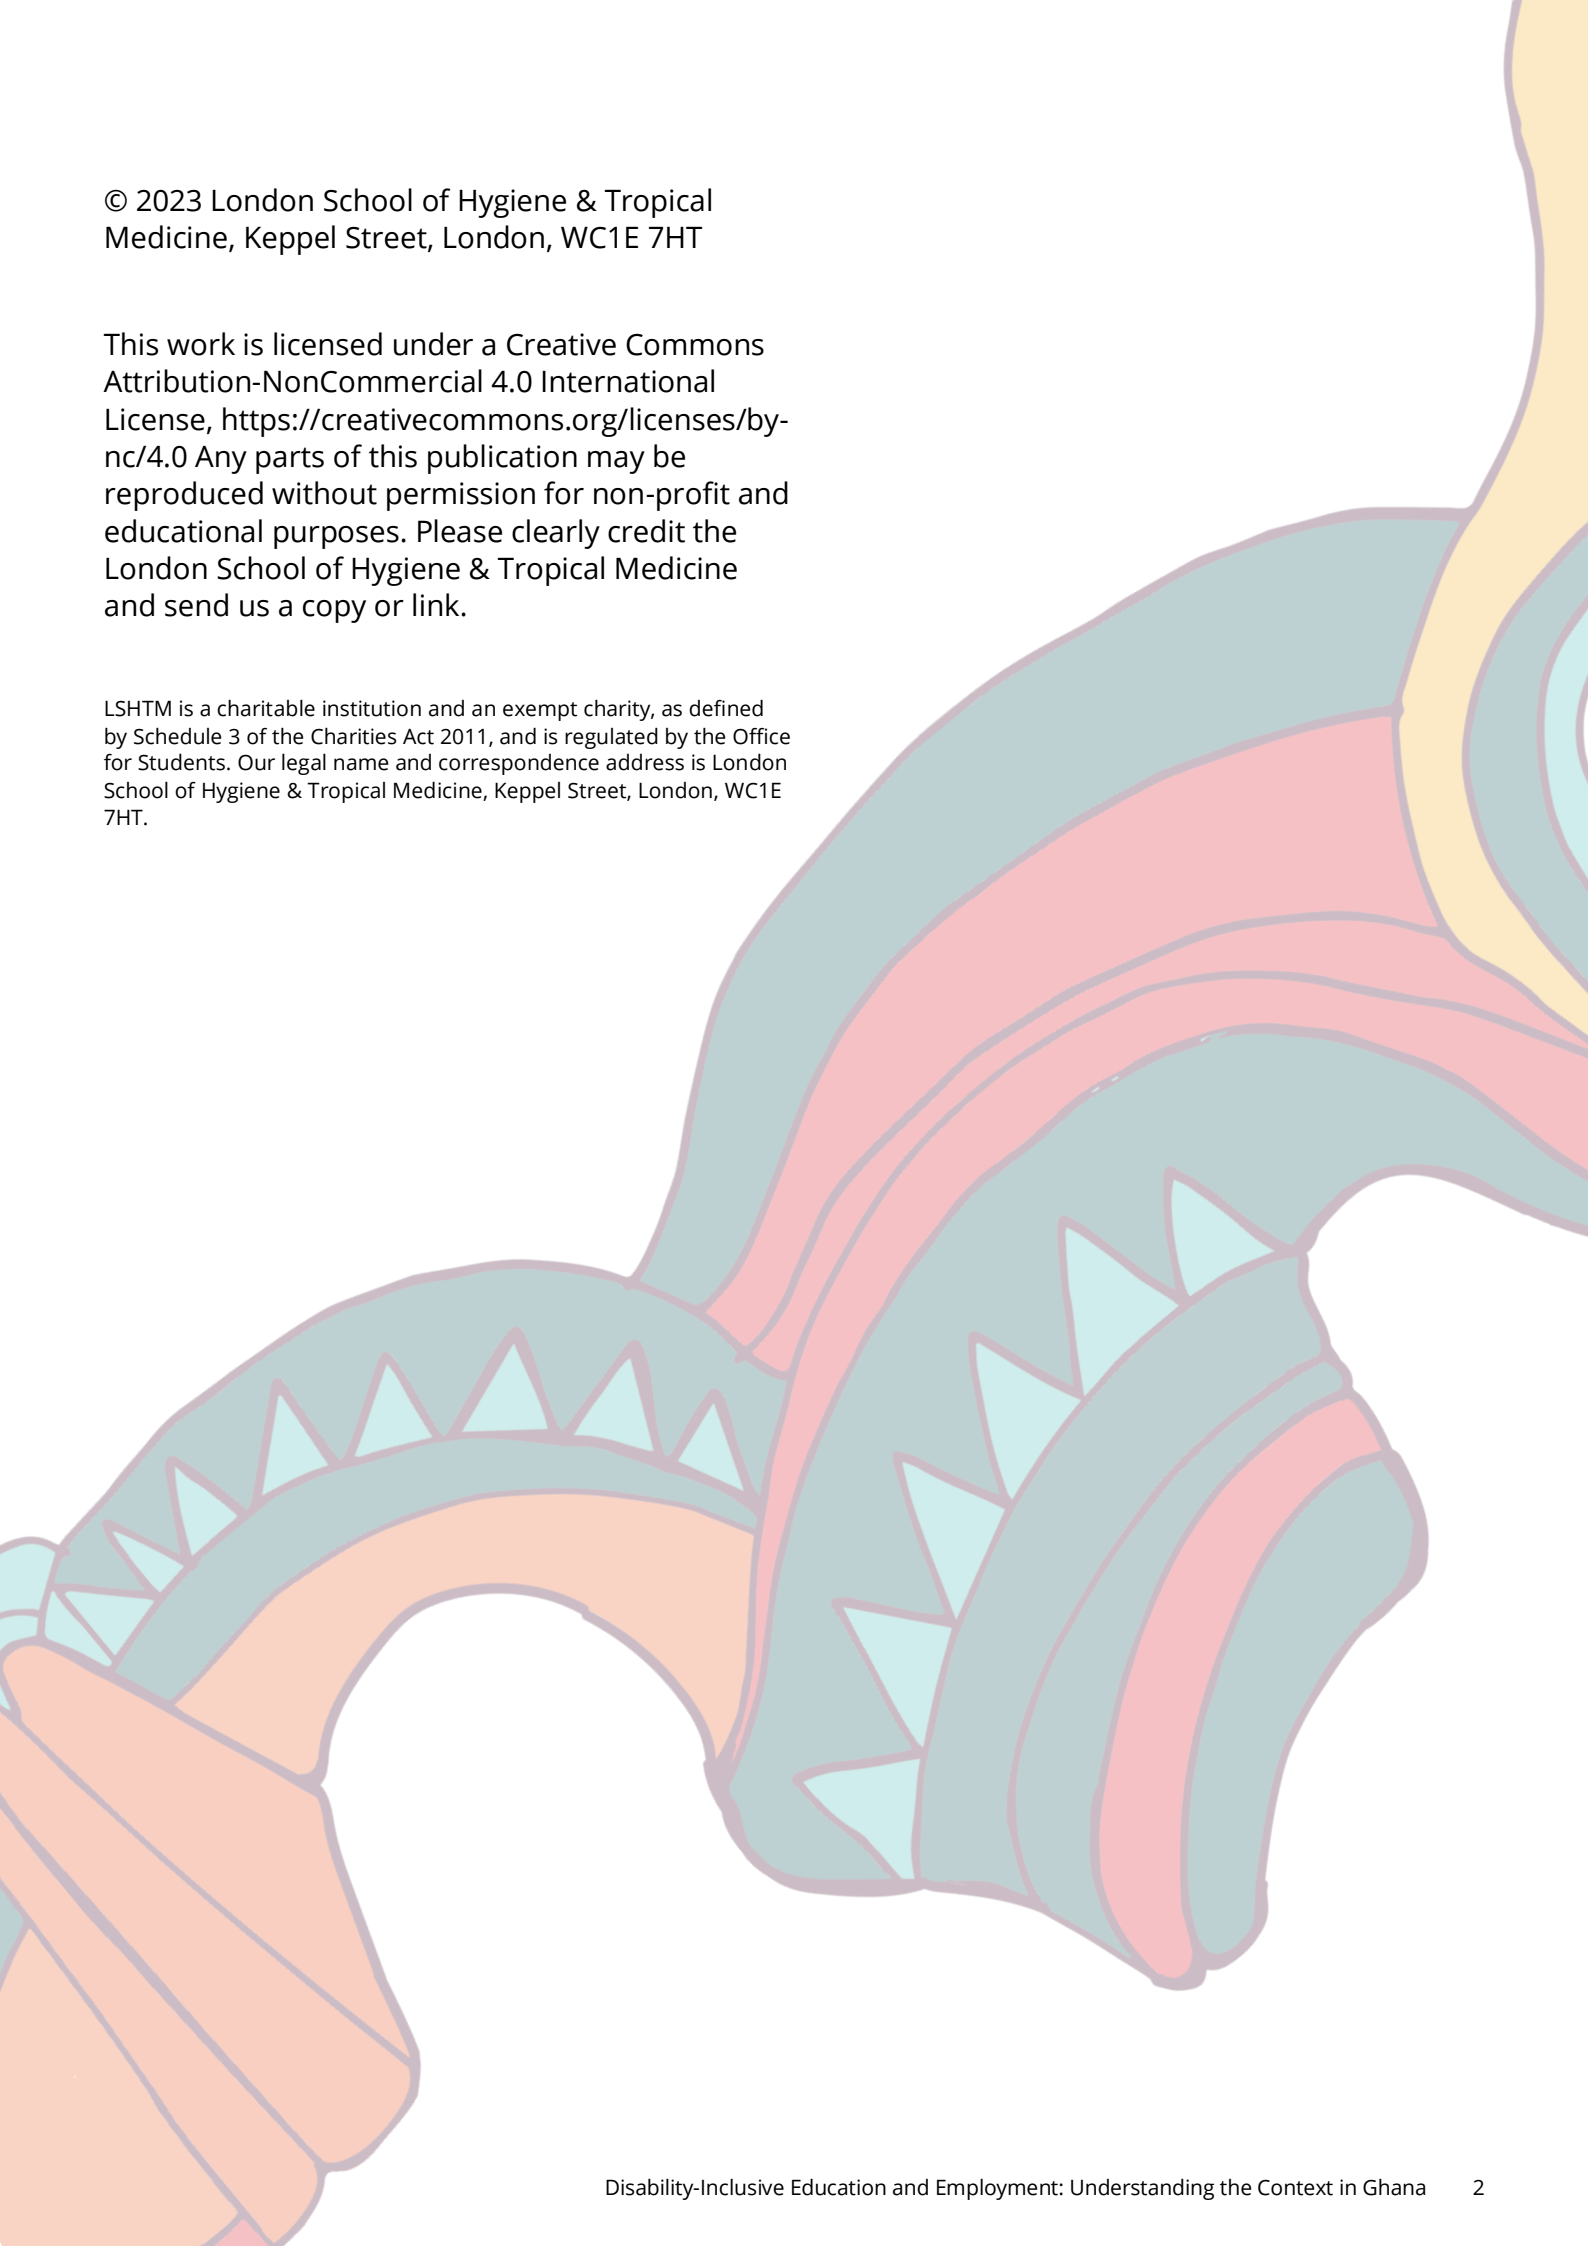 © 2023 London School of Hygiene & Tropical
Medicine, Keppel Street, London, WC1E 7HT
This work is licensed under a Creative Commons
Attribution-NonCommercial 4.0 International
License, https://creativecommons.org/licenses/by-
nc/4.0 Any parts of this publication may be
reproduced without permission for non-profit and
educational purposes. Please clearly credit the
London School of Hygiene & Tropical Medicine
and send us a copy or link.
LSHTM is a charitable institution and an exempt charity, as defined
by Schedule 3 of the Charities Act 2011, and is regulated by the Office
for Students. Our legal name and correspondence address is London
School of Hygiene & Tropical Medicine, Keppel Street, London, WC1E
7HT.
Disability-Inclusive Education and Employment: Understanding the Context in Ghana 2